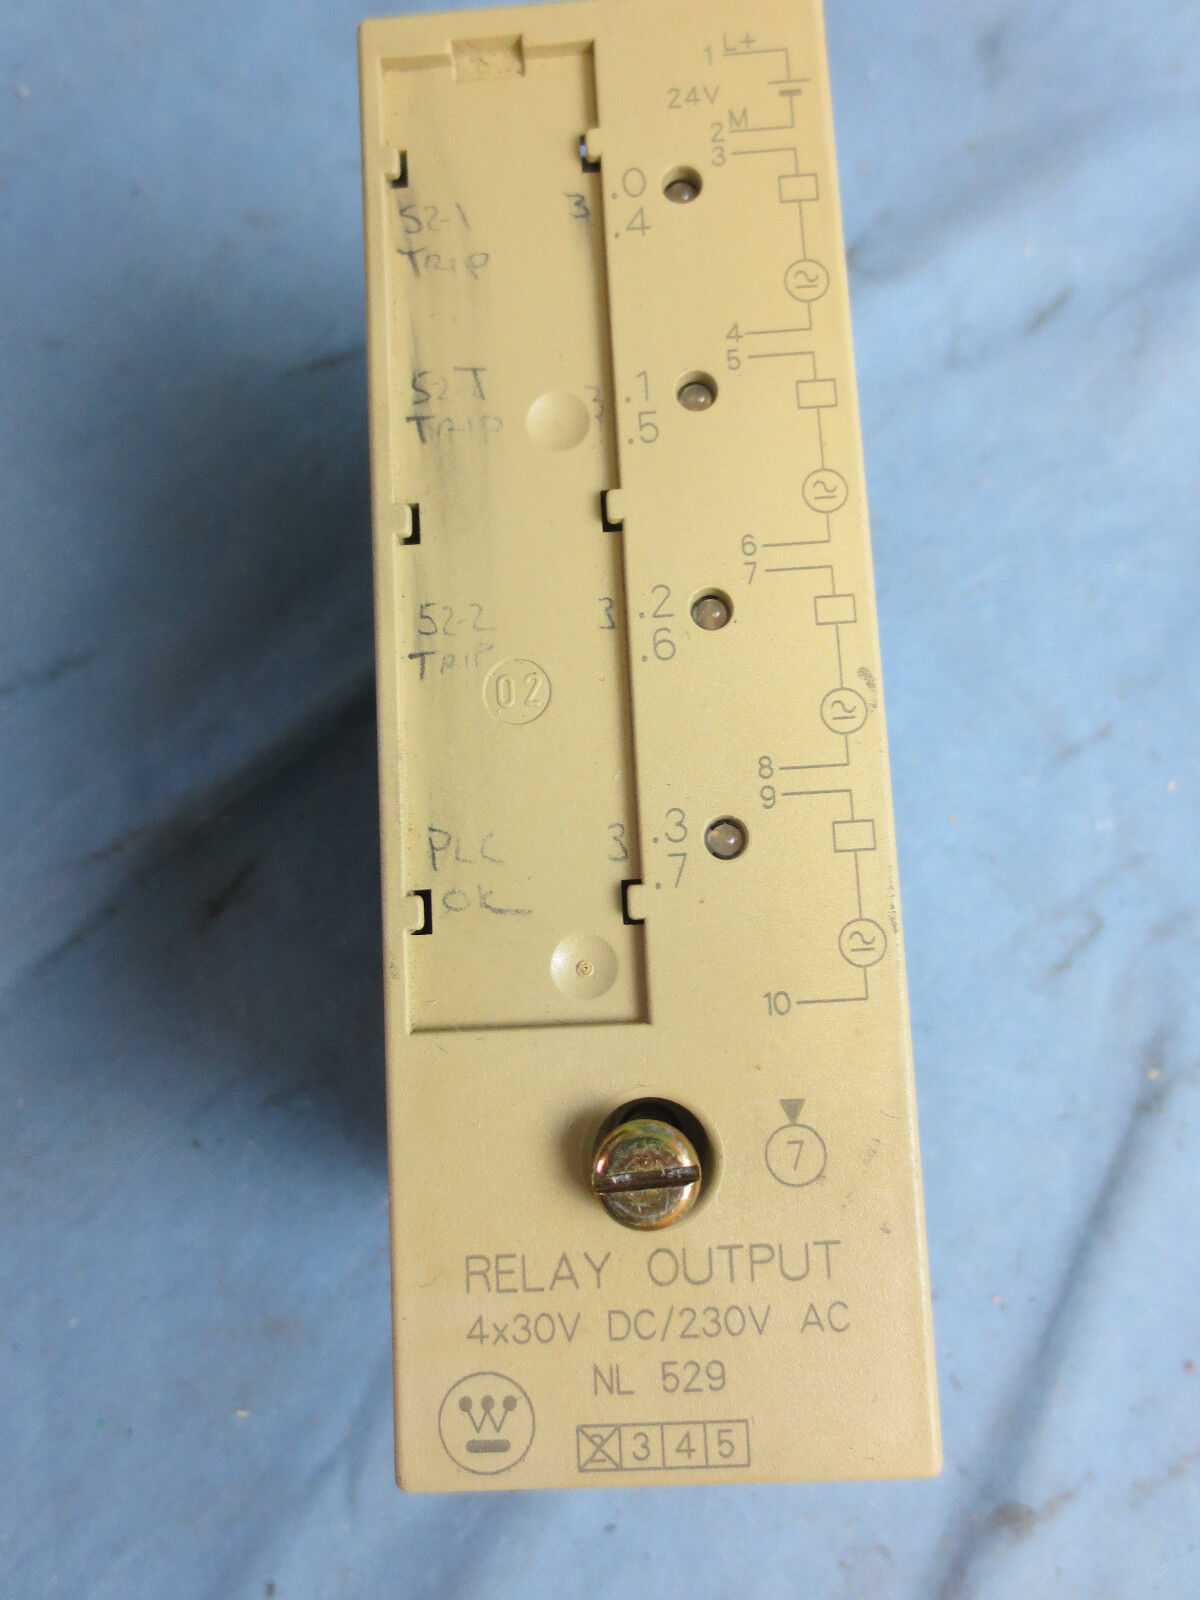 1 L+
24V
2 M
3
.0
.4
52-1
TRIP
3
4
5
.1
.5
52-T
TRIP
6
7
.2
.6
52-2
TRIP
3
02
8
9
.3
.7
PLC
OK
3
10
7
RELAY OUTPUT
4x30V DC/230V AC
NL 529
W
2 3 4 5